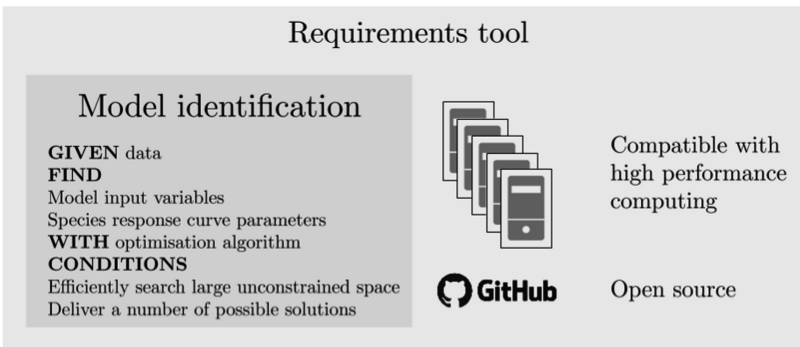 Requirements tool
Model identification
GIVEN data
FIND
Model input variables
Species response curve parameters
WITH optimisation algorithm
CONDITIONS
Efficiently search large unconstrained space
Deliver a number of possible solutions
Compatible with
high performance
computing
GitHub
Open source